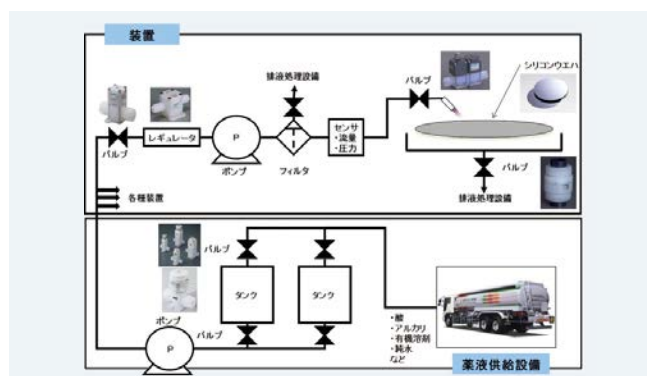 装置
排液処理設備
バルブ
シリコンウエハ
レギュレータ
P
センサ
・流量
・圧力
バルブ
ポンプ
フィルタ
バルブ
各種装置
排液処理設備
バルブ
タンク
タンク
ポンプ
バルブ
P
・酸
・アルカリ
・有機溶剤
・純水
など
薬液供給設備